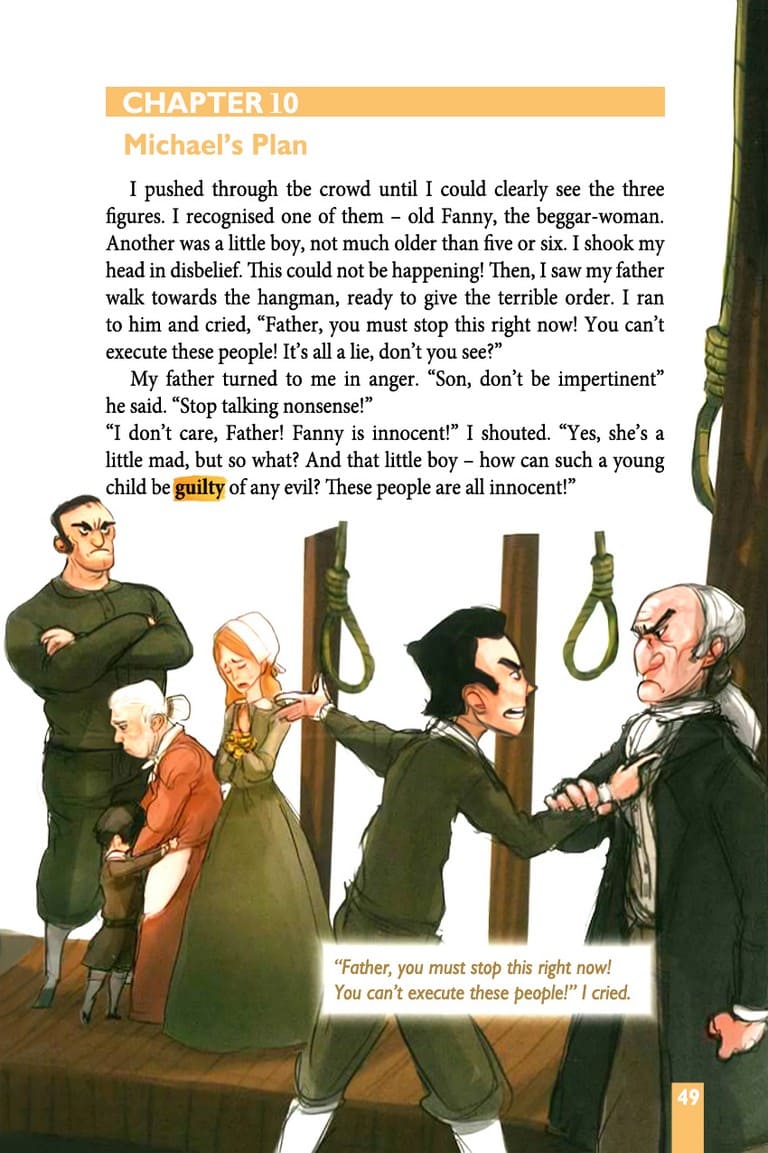 CHAPTER 10
Michael's Plan
I pushed through tbe crowd until I could clearly see the three
figures. I recognised one of them – old Fanny, the beggar-woman.
Another was a little boy, not much older than five or six. I shook my
head in disbelief. This could not be happening! Then, I saw my father
walk towards the hangman, ready to give the terrible order. I ran
to him and cried, “Father, you must stop this right now! You can't
execute these people! It's all a lie, don't you see?”
My father turned to me in anger. “Son, don't be impertinent”
he said. “Stop talking nonsense!”
“I don't care, Father! Fanny is innocent!” I shouted. “Yes, she's a
little mad, but so what? And that little boy – how can such a young
child be guilty of any evil? These people are all innocent!”
“Father, you must stop this right now!
You can't execute these people!” I cried.
49